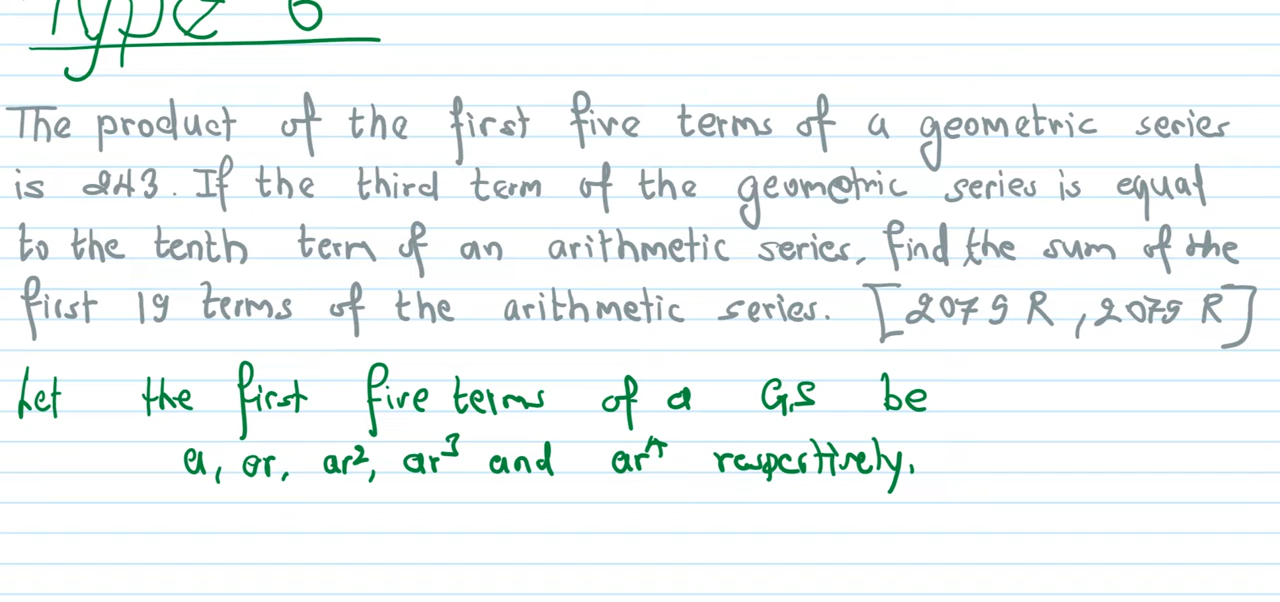 Type 6
The product of the first five terms of a geometric series
is 243. If the third term of the geometric series is equal
to the tenth term of an arithmetic series, find the sum of the
first 19 terms of the arithmetic series. [2079 R, 2075 R]
Let the first five terms of a G.S be
a, ar, ar², ar³ and ar⁴ respectively.